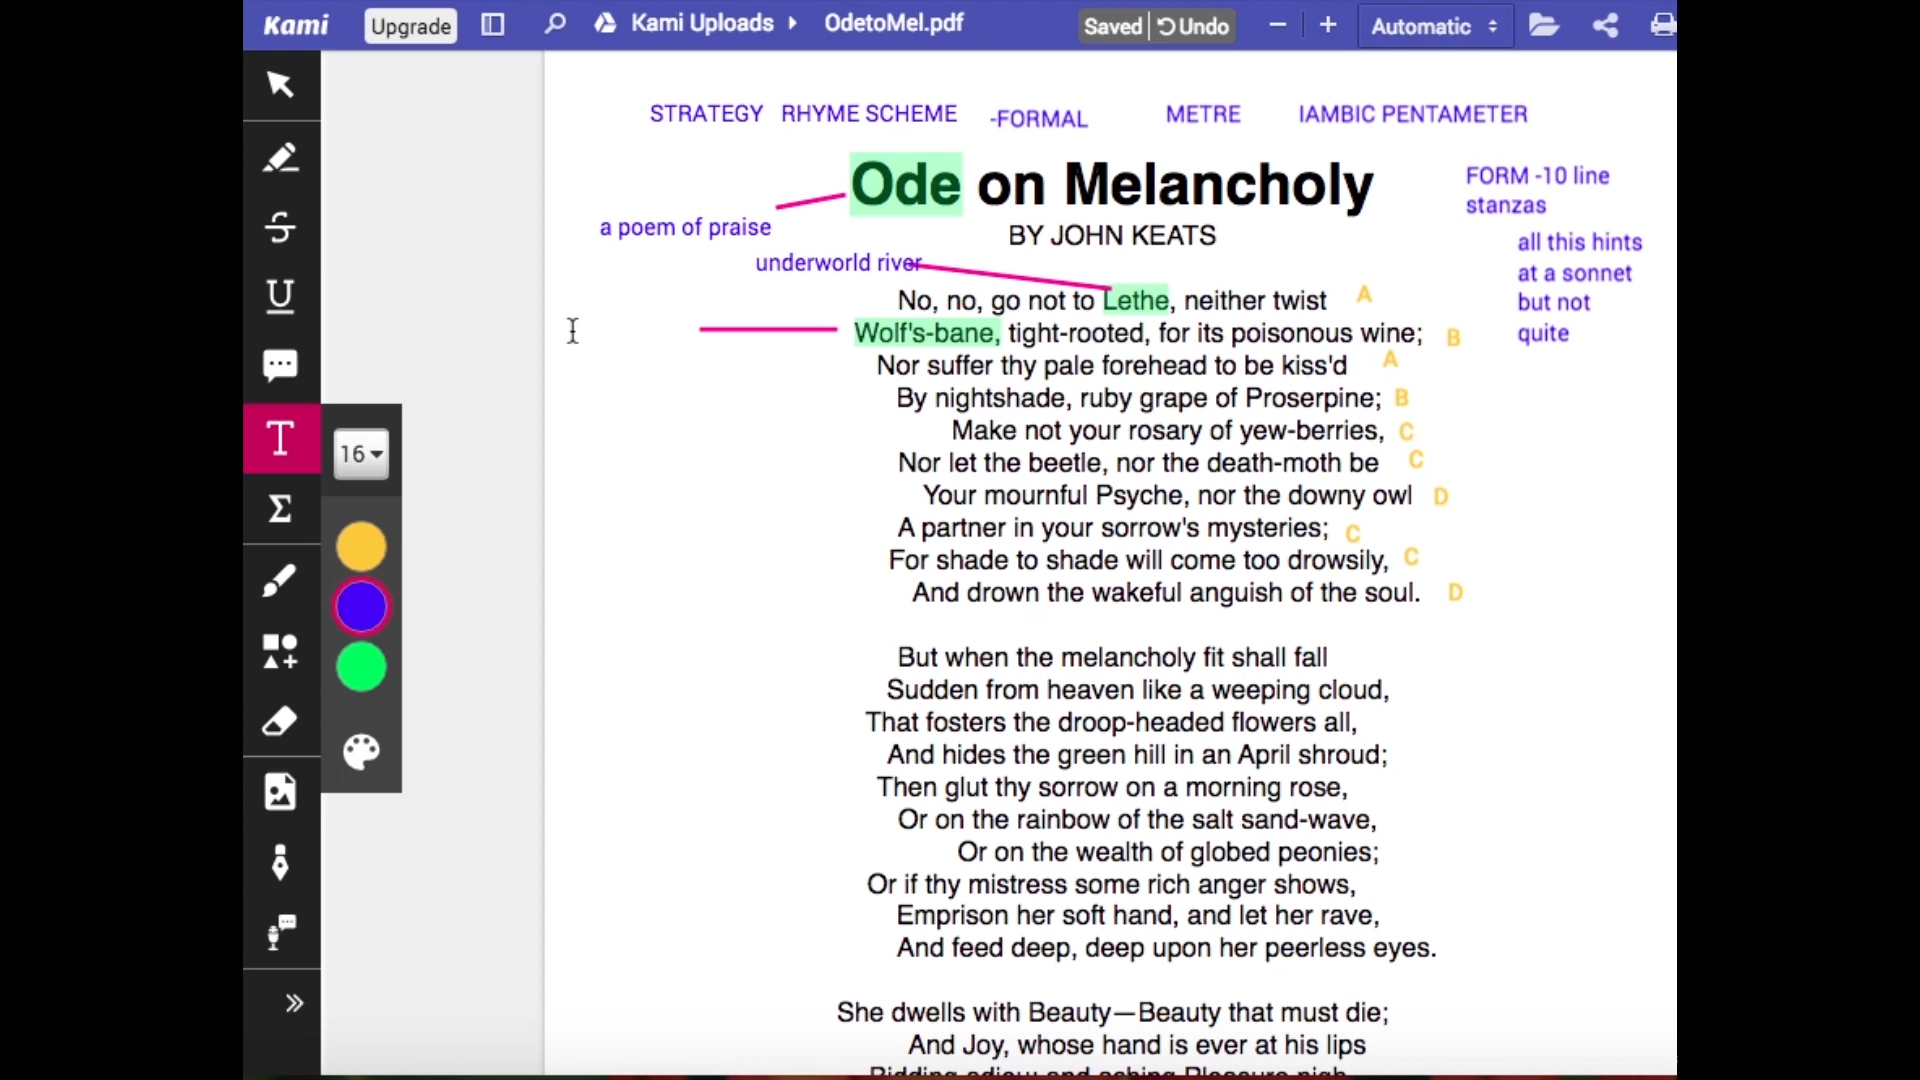 Kami Upgrade Kami Uploads OdetoMel.pdf Saved Undo Automatic
STRATEGY RHYME SCHEME -FORMAL METRE IAMBIC PENTAMETER
Ode on Melancholy
FORM -10 line
stanzas
a poem of praise
BY JOHN KEATS
all this hints
at a sonnet
but not
quite
underworld river
No, no, go not to Lethe, neither twist A
Wolf's-bane, tight-rooted, for its poisonous wine; B
Nor suffer thy pale forehead to be kiss'd A
By nightshade, ruby grape of Proserpine; B
Make not your rosary of yew-berries, C
Nor let the beetle, nor the death-moth be C
16
Your mournful Psyche, nor the downy owl D
A partner in your sorrow's mysteries; C
For shade to shade will come too drowsily, C
And drown the wakeful anguish of the soul. D
But when the melancholy fit shall fall
Sudden from heaven like a weeping cloud,
That fosters the droop-headed flowers all,
And hides the green hill in an April shroud;
Then glut thy sorrow on a morning rose,
Or on the rainbow of the salt sand-wave,
Or on the wealth of globed peonies;
Or if thy mistress some rich anger shows,
Emprison her soft hand, and let her rave,
And feed deep, deep upon her peerless eyes.
She dwells with Beauty—Beauty that must die;
And Joy, whose hand is ever at his lips